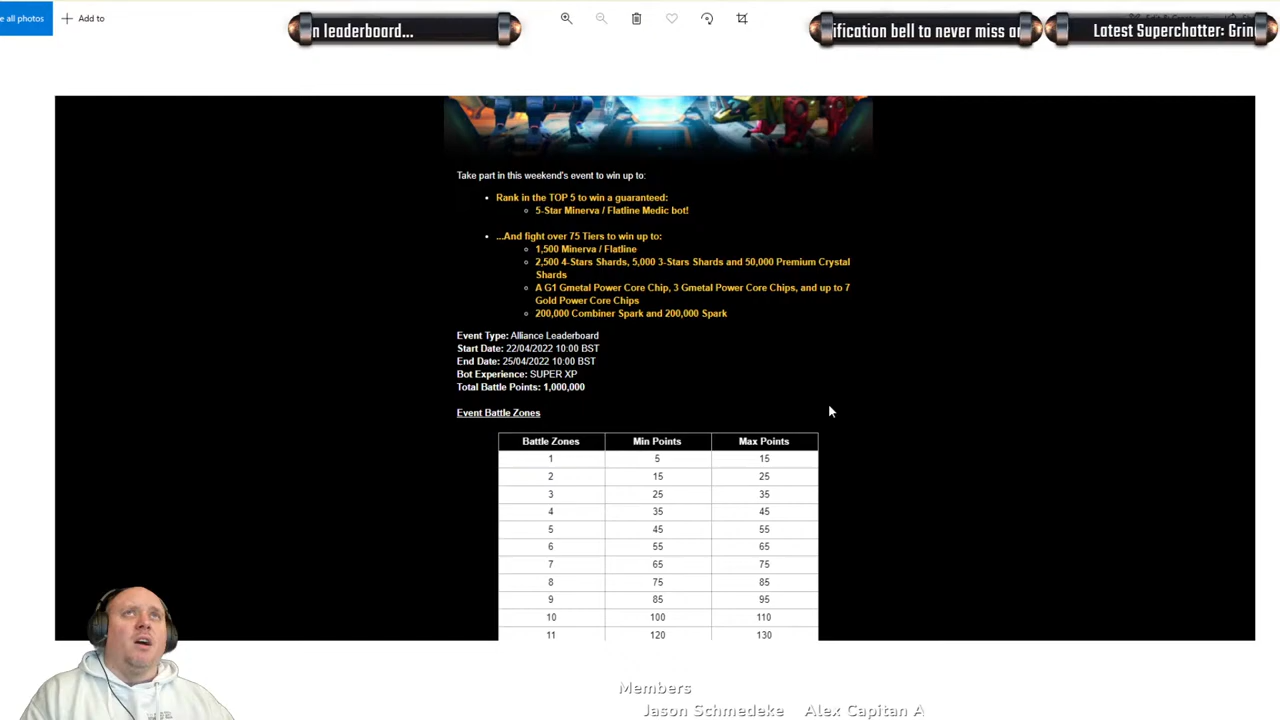 e all photos
Add to
n leaderboard...
ification bell to never miss a
Latest Superchatter: Grin
Take part in this weekend's event to win up to:
• Rank in the TOP 5 to win a guaranteed:
5-Star Minerva / Flatline Medic bot!
• ...And fight over 75 Tiers to win up to:
1,500 Minerva / Flatline
2,500 4-Stars Shards, 5,000 3-Stars Shards and 50,000 Premium Crystal
Shards
A G1 Gmetal Power Core Chip, 3 Gmetal Power Core Chips, and up to 7
Gold Power Core Chips
200,000 Combiner Spark and 200,000 Spark
Event Type: Alliance Leaderboard
Start Date: 22/04/2022 10:00 BST
End Date: 25/04/2022 10:00 BST
Bot Experience: SUPER XP
Total Battle Points: 1,000,000
Event Battle Zones
Battle Zones Min Points Max Points
1 5 15
2 15 25
3 25 35
4 35 45
5 45 55
6 55 65
7 65 75
8 75 85
9 85 95
10 100 110
11 120 130
Members
Jason Schmedeke Alex Capitan A